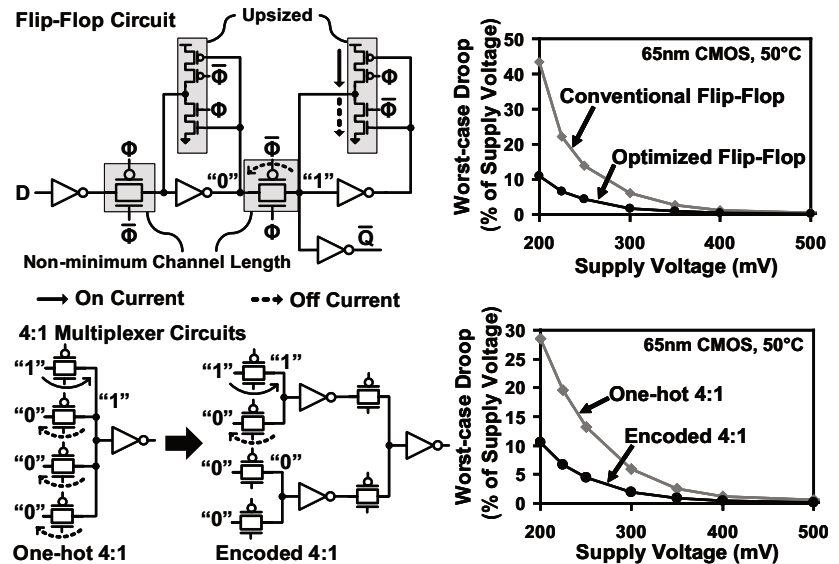 Flip-Flop Circuit
Upsized
Φ̅
Φ
Φ
Φ̅
Φ
Φ̅
D
"0"
"1"
Φ̅
Φ
Q̅
Non-minimum Channel Length
On Current
Off Current
4:1 Multiplexer Circuits
"1"
"1"
"0"
"0"
"0"
One-hot 4:1
"1"
"1"
"0"
"0"
"0"
"0"
Encoded 4:1
Worst-case Droop
(% of Supply Voltage)
50
40
30
20
10
0
65nm CMOS, 50°C
Conventional Flip-Flop
Optimized Flip-Flop
200
300
400
500
Supply Voltage (mV)
Worst-case Droop
(% of Supply Voltage)
30
25
20
15
10
5
0
65nm CMOS, 50°C
One-hot 4:1
Encoded 4:1
200
300
400
500
Supply Voltage (mV)